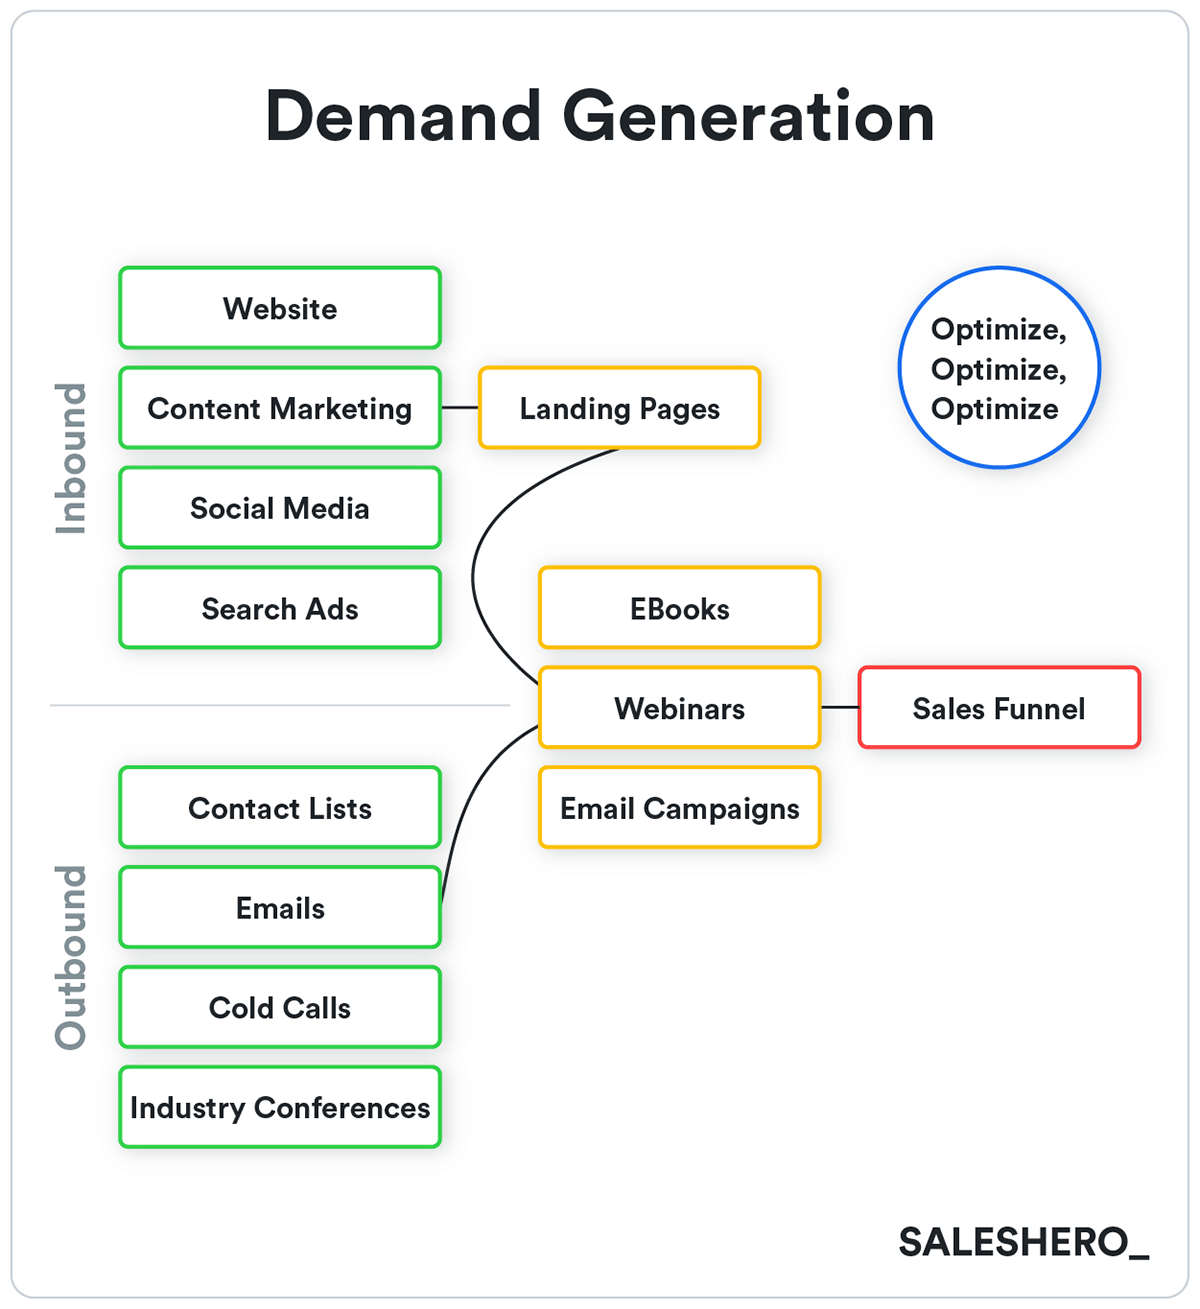 Demand Generation
Inbound
Website
Content Marketing
Social Media
Search Ads
Landing Pages
Optimize,
Optimize,
Optimize
EBooks
Webinars
Email Campaigns
Sales Funnel
Outbound
Contact Lists
Emails
Cold Calls
Industry Conferences
SALESHERO_